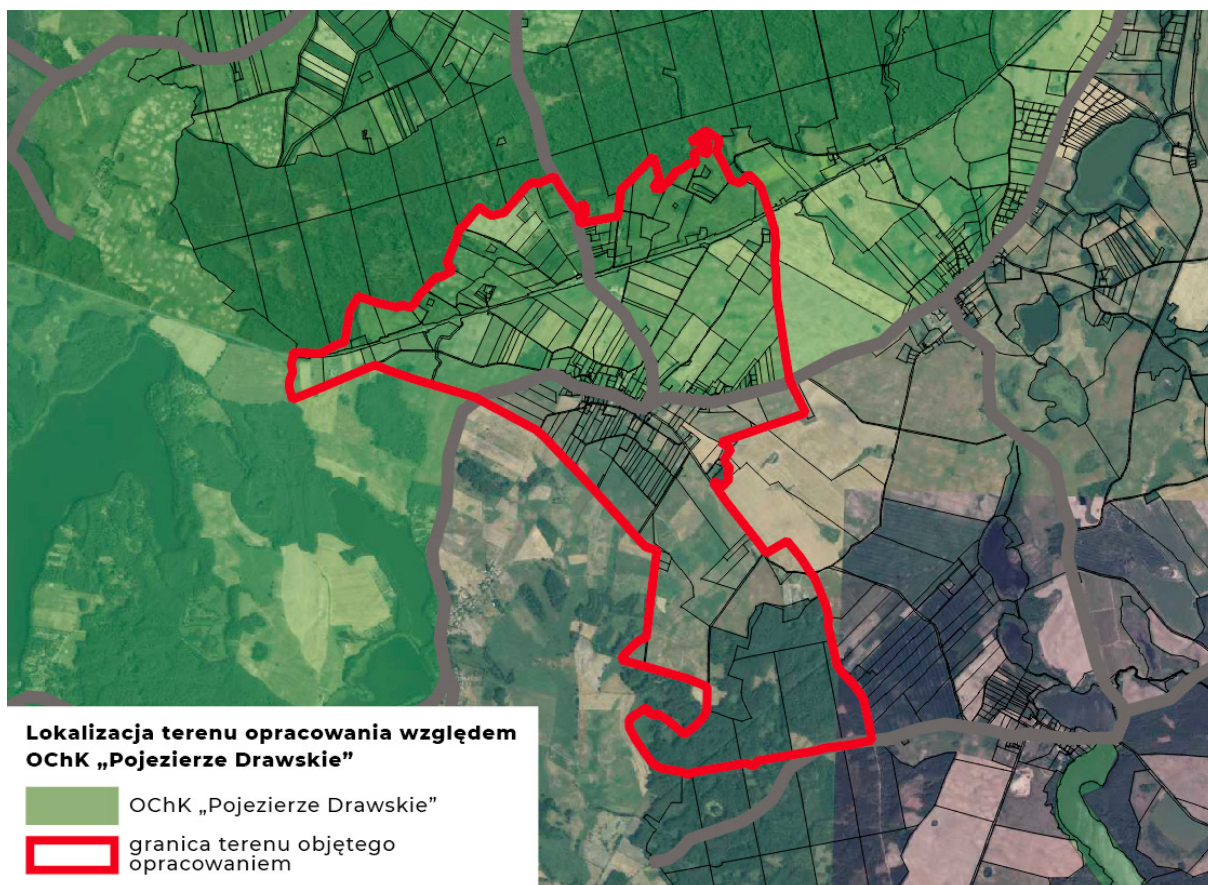 Lokalizacja terenu opracowania względem
OChK „Pojezierze Drawskie”
OChK „Pojezierze Drawskie”
granica terenu objętego
opracowaniem